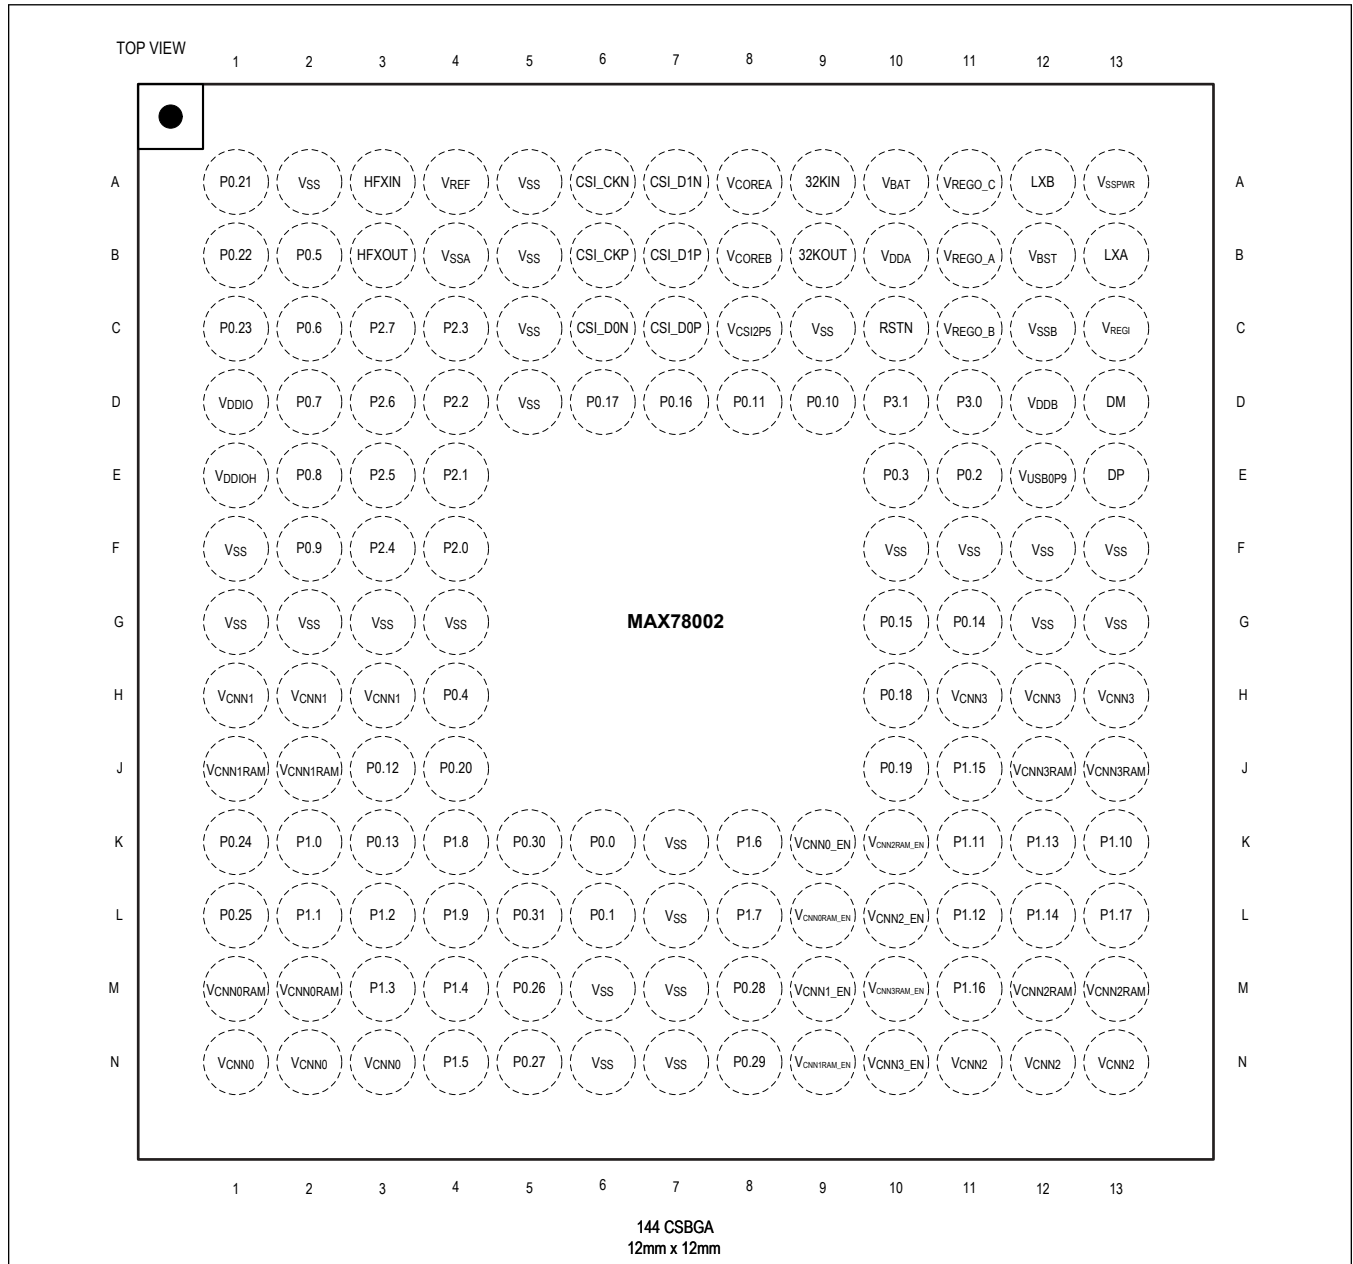 TOP VIEW
1 2 3 4 5 6 7 8 9 10 11 12 13
A P0.21 VSS HFXIN VREF VSS CSI_CKN CSI_D1N VCOREA 32KIN VBAT VREGO_C LXB VSSPWR A
B P0.22 P0.5 HFXOUT VSSA VSS CSI_CKP CSI_D1P VCOREB 32KOUT VDDA VREGO_A VBST LXA B
C P0.23 P0.6 P2.7 P2.3 VSS CSI_D0N CSI_D0P VCSI2P5 VSS RSTN VREGO_B VSSB VREGI C
D VDDIO P0.7 P2.6 P2.2 VSS P0.17 P0.16 P0.11 P0.10 P3.1 P3.0 VDDB DM D
E VDDIOH P0.8 P2.5 P2.1 P0.3 P0.2 VUSB0P9 DP E
F VSS P0.9 P2.4 P2.0 VSS VSS VSS VSS F
G VSS VSS VSS VSS MAX78002 P0.15 P0.14 VSS VSS G
H VCNN1 VCNN1 VCNN1 P0.4 P0.18 VCNN3 VCNN3 VCNN3 H
J VCNN1RAM VCNN1RAM P0.12 P0.20 P0.19 P1.15 VCNN3RAM VCNN3RAM J
K P0.24 P1.0 P0.13 P1.8 P0.30 P0.0 VSS P1.6 VCNN0_EN VCNN2RAM_EN P1.11 P1.13 P1.10 K
L P0.25 P1.1 P1.2 P1.9 P0.31 P0.1 VSS P1.7 VCNN0RAM_EN VCNN2_EN P1.12 P1.14 P1.17 L
M VCNN0RAM VCNN0RAM P1.3 P1.4 P0.26 VSS VSS P0.28 VCNN1_EN VCNN3RAM_EN P1.16 VCNN2RAM VCNN2RAM M
N VCNN0 VCNN0 VCNN0 P1.5 P0.27 VSS VSS P0.29 VCNN1RAM_EN VCNN3_EN VCNN2 VCNN2 VCNN2 N
1 2 3 4 5 6 7 8 9 10 11 12 13
144 CSBGA
12mm x 12mm